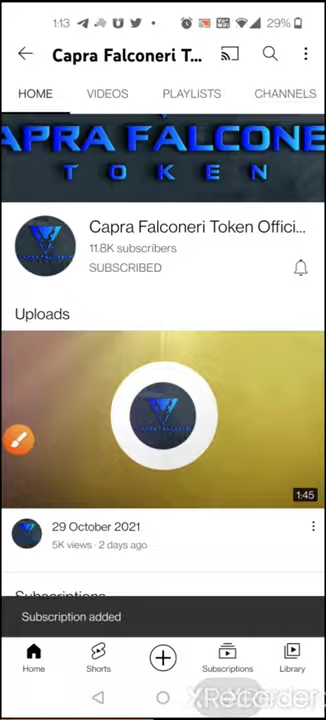 1:13
29%
Capra Falconeri T...
HOME VIDEOS PLAYLISTS CHANNELS
APRA FALCONE
TOKEN
Capra Falconeri Token Offici...
11.8K subscribers
SUBSCRIBED
Uploads
1:45
29 October 2021
5K views · 2 days ago
Subscriptions
Subscription added
Home Shorts Subscriptions Library
XRecorder